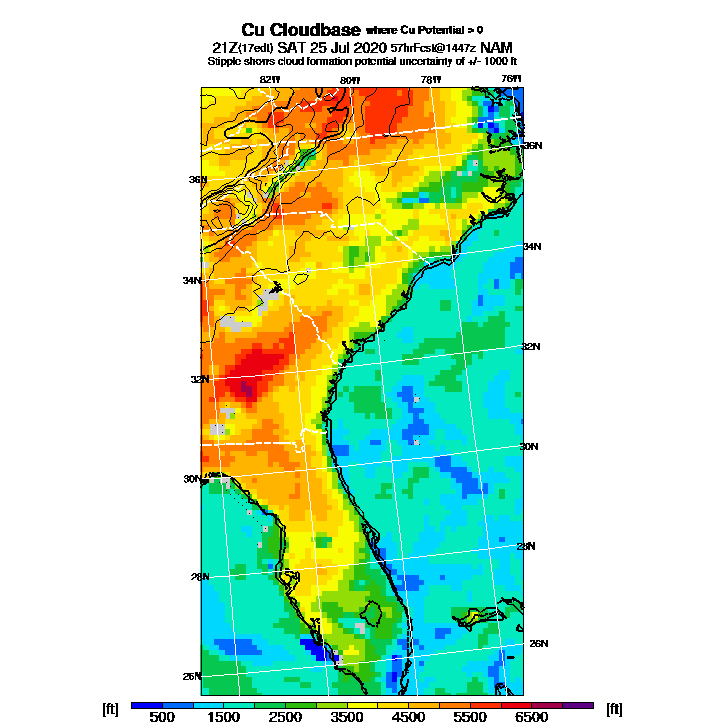 Cu Cloudbase where Cu Potential > 0
21Z(17edt) SAT 25 Jul 2020 57hrFcst@1447z NAM
Stipple shows cloud formation potential uncertainty of +/- 1000 ft
82W 80W 78W 76W
36N
36N
34N
34N
32N
32N
30N
30N
28N
28N
26N
26N
[ft] 500 1500 2500 3500 4500 5500 6500 [ft]